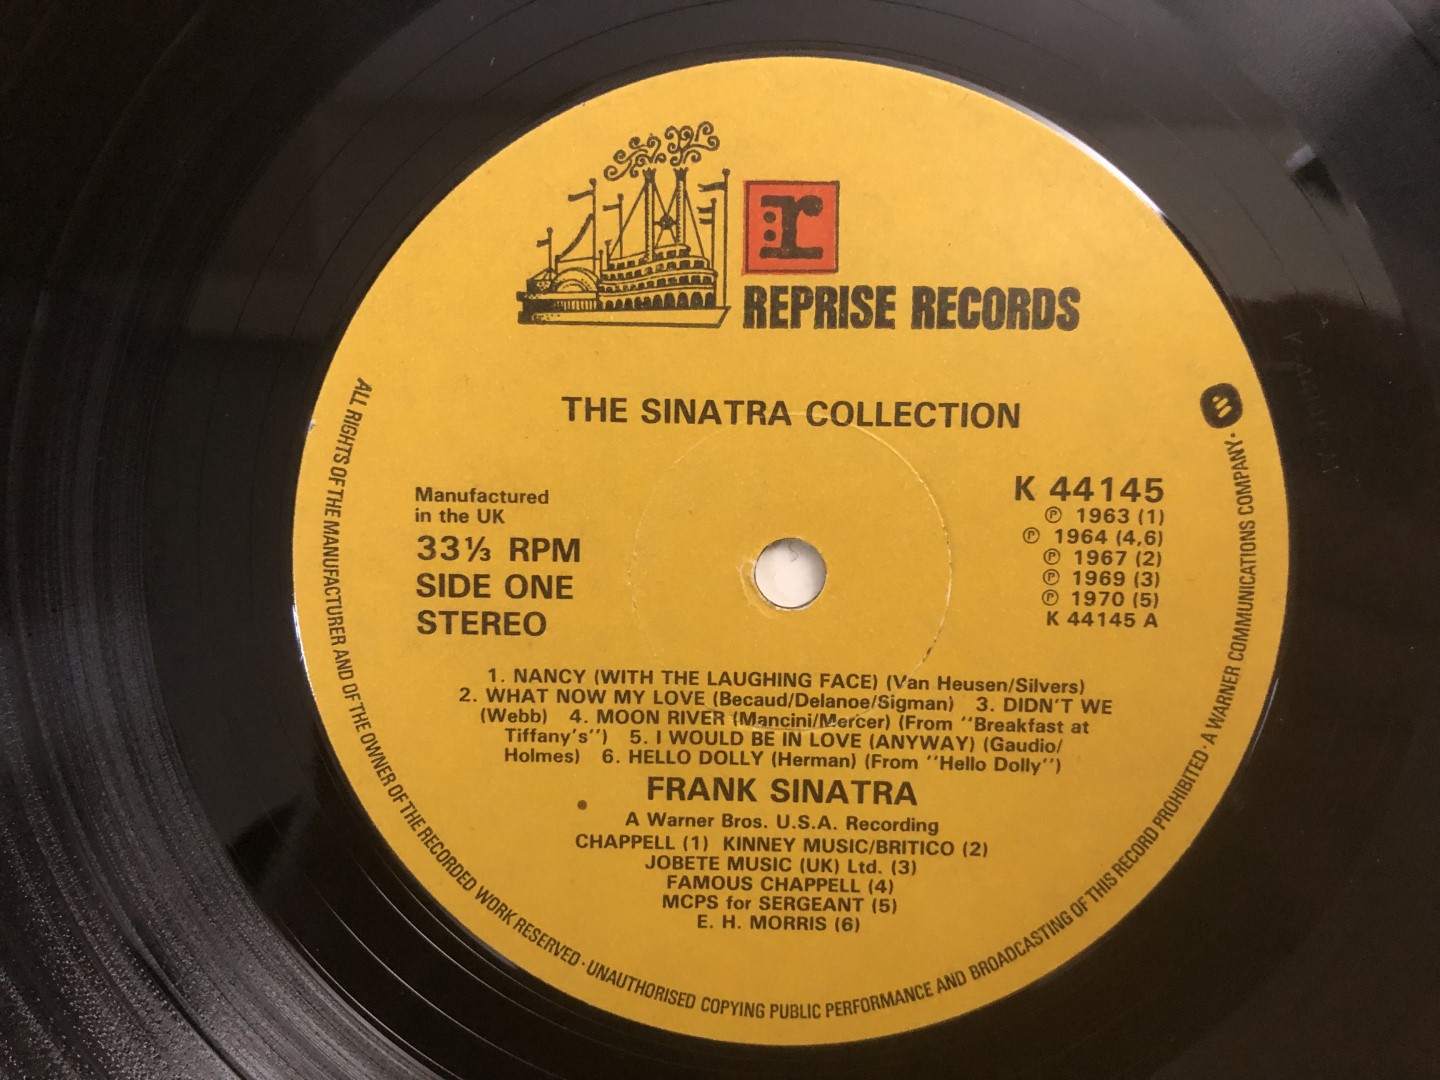 r
REPRISE RECORDS
THE SINATRA COLLECTION
Manufactured
in the UK
33⅓ RPM
SIDE ONE
STEREO
K 44145
℗ 1963 (1)
℗ 1964 (4,6)
℗ 1967 (2)
℗ 1969 (3)
℗ 1970 (5)
K 44145 A
1. NANCY (WITH THE LAUGHING FACE) (Van Heusen/Silvers)
2. WHAT NOW MY LOVE (Becaud/Delanoe/Sigman) 3. DIDN'T WE
(Webb) 4. MOON RIVER (Mancini/Mercer) (From "Breakfast at
Tiffany's") 5. I WOULD BE IN LOVE (ANYWAY) (Gaudio/
Holmes) 6. HELLO DOLLY (Herman) (From "Hello Dolly")
FRANK SINATRA
A Warner Bros. U.S.A. Recording
CHAPPELL (1) KINNEY MUSIC/BRITICO (2)
JOBETE MUSIC (UK) Ltd. (3)
FAMOUS CHAPPELL (4)
MCPS for SERGEANT (5)
E. H. MORRIS (6)
ALL RIGHTS OF THE MANUFACTURER AND OF THE OWNER OF THE RECORDED WORK RESERVED · UNAUTHORISED COPYING PUBLIC PERFORMANCE AND BROADCASTING OF THIS RECORD PROHIBITED · A WARNER COMMUNICATIONS COMPANY ·